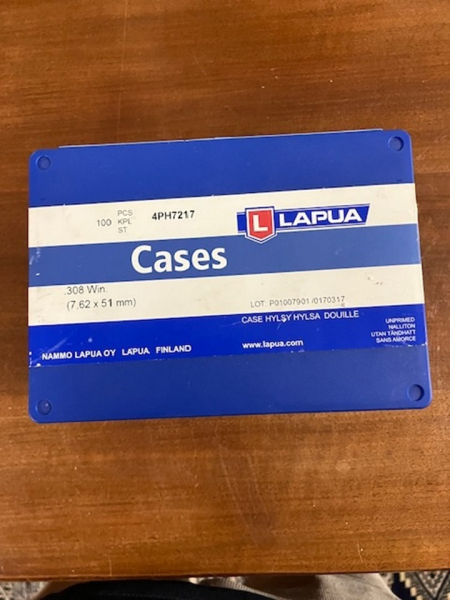 100 PCS KPL ST 4PH7217
L LAPUA
Cases
.308 Win.
(7,62 x 51 mm)
LOT P01007901 /0170317
CASE HYLSY HYLSA DOUILLE
UNPRIMED
NALLITON
UTAN TÄNDHATT
SANS AMORCE
NAMMO LAPUA OY LAPUA FINLAND
www.lapua.com